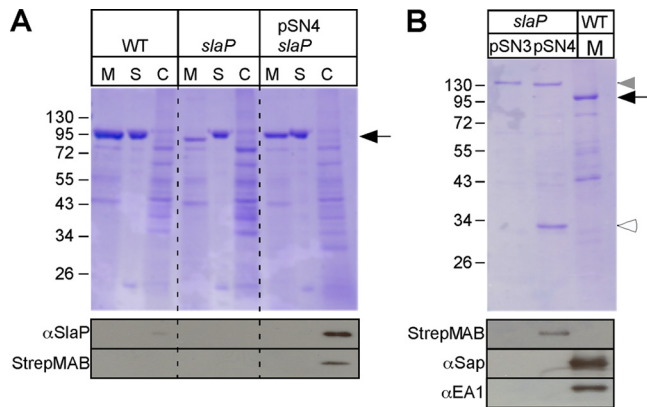 A
WT
slaP
pSN4
slaP
M S C M S C M S C
130
95
72
55
43
34
26
αSlaP
StrepMAB
B
slaP WT
pSN3 pSN4 M
130
95
72
55
43
34
26
StrepMAB
αSap
αEA1